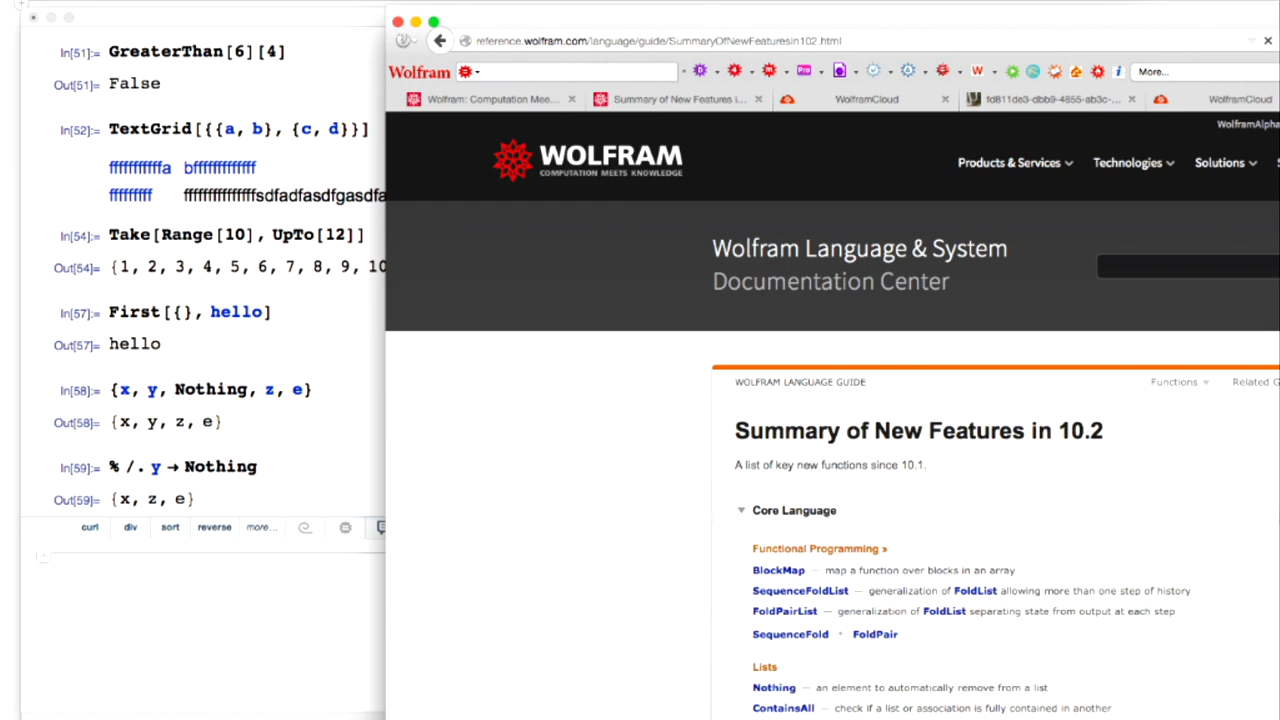 In[51]:= GreaterThan[6][4]
Out[51]= False
In[52]:= TextGrid[{{a, b}, {c, d}}]
fffffffffffa bfffffffffffff
fffffffff fffffffffffffffsdfadfasdfgasdfa
In[54]:= Take[Range[10], UpTo[12]]
Out[54]= {1, 2, 3, 4, 5, 6, 7, 8, 9, 10
In[57]:= First[{}, hello]
Out[57]= hello
In[58]:= {x, y, Nothing, z, e}
Out[58]= {x, y, z, e}
In[59]:= % /. y → Nothing
Out[59]= {x, z, e}
curl div sort reverse more...
reference.wolfram.com/language/guide/SummaryOfNewFeaturesIn102.html
Wolfram Pro W i More...
Wolfram: Computation Mee... Summary of New Features i... WolframCloud fd811de3-dbb9-4855-ab3c-... WolframCloud
WolframAlpha
WOLFRAM
COMPUTATION MEETS KNOWLEDGE
Products & Services Technologies Solutions
Wolfram Language & System
Documentation Center
WOLFRAM LANGUAGE GUIDE Functions Related G
Summary of New Features in 10.2
A list of key new functions since 10.1.
Core Language
Functional Programming »
BlockMap — map a function over blocks in an array
SequenceFoldList — generalization of FoldList allowing more than one step of history
FoldPairList — generalization of FoldList separating state from output at each step
SequenceFold ▪ FoldPair
Lists
Nothing — an element to automatically remove from a list
ContainsAll — check if a list or association is fully contained in another